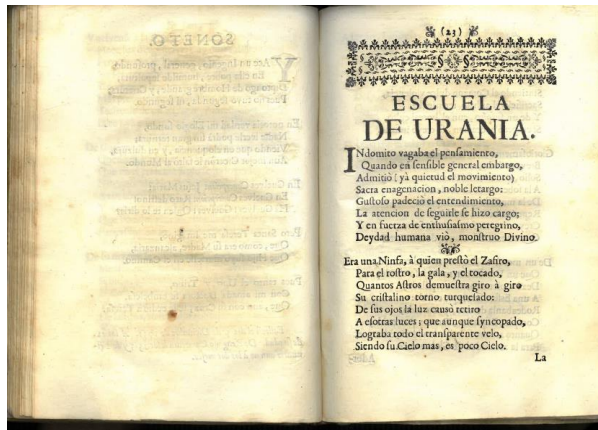 (23)
ESCUELA
DE URANIA.
INdomito vagaba el pensamiento,
Quando en sensible general embargo,
Admitiò (yà quietud el movimiento)
Sacra enagenacion, noble letargo:
Gustoso padeciò el entendimiento,
La atencion de seguirle se hizo cargo;
Y en fuerza de enthusiasmo peregrino,
Deydad humana viò, monstruo Divino.
Era una Ninfa, à quien prestò el Zafiro,
Para el rostro, la gala, y el tocado,
Quantos Astros demuestra giro à giro
Su cristalino torno turquelado:
De sus ojos la luz causò retiro
A esotras luces; que aunque syncopado,
Lograba todo el transparente velo,
Siendo su Cielo mas, es poco Cielo.
La